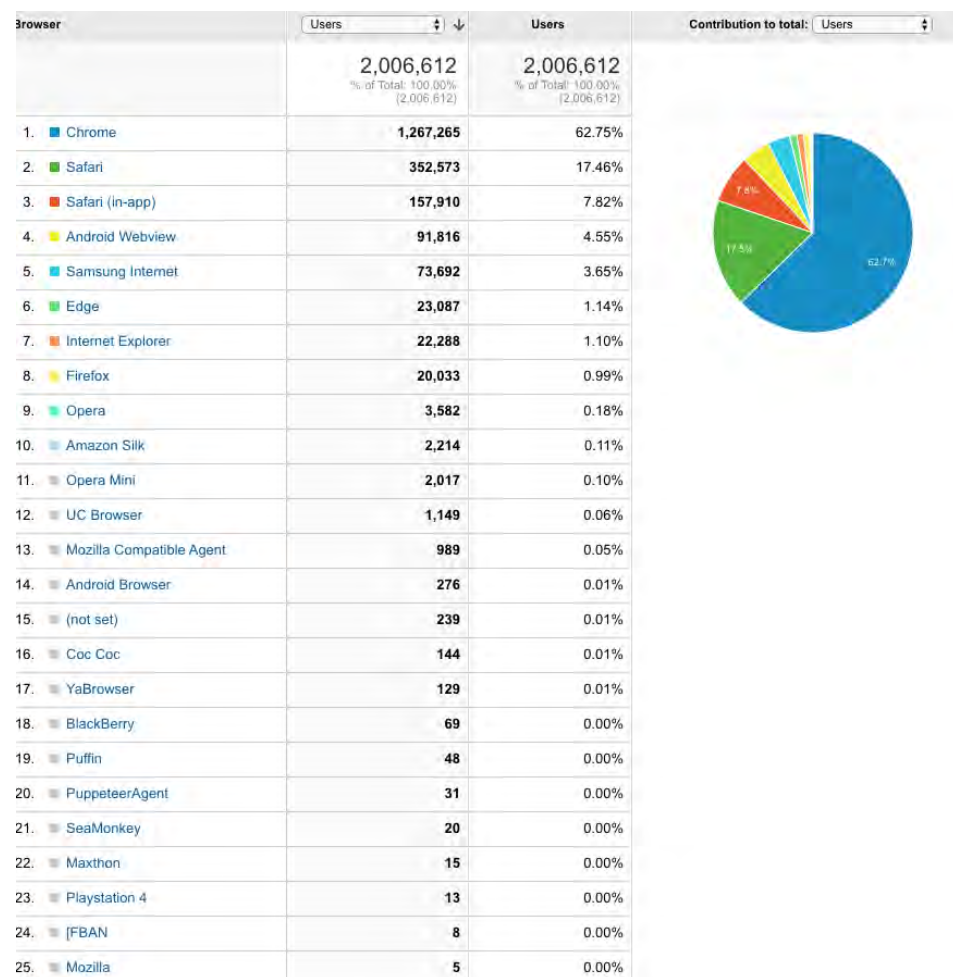 Browser Users Users Contribution to total: Users
2,006,612 2,006,612
% of Total: 100.00% % of Total: 100.00%
(2,006,612) (2,006,612)
1. Chrome 1,267,265 62.75%
2. Safari 352,573 17.46%
3. Safari (in-app) 157,910 7.82%
4. Android Webview 91,816 4.55%
5. Samsung Internet 73,692 3.65%
6. Edge 23,087 1.14%
7. Internet Explorer 22,288 1.10%
8. Firefox 20,033 0.99%
9. Opera 3,582 0.18%
10. Amazon Silk 2,214 0.11%
11. Opera Mini 2,017 0.10%
12. UC Browser 1,149 0.06%
13. Mozilla Compatible Agent 989 0.05%
14. Android Browser 276 0.01%
15. (not set) 239 0.01%
16. Coc Coc 144 0.01%
17. YaBrowser 129 0.01%
18. BlackBerry 69 0.00%
19. Puffin 48 0.00%
20. PuppeteerAgent 31 0.00%
21. SeaMonkey 20 0.00%
22. Maxthon 15 0.00%
23. Playstation 4 13 0.00%
24. [FBAN 8 0.00%
25. Mozilla 5 0.00%
7.8%
17.5%
62.7%